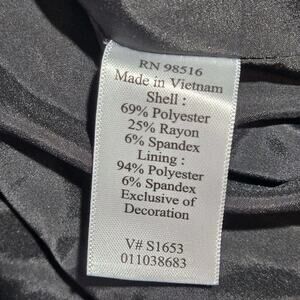 RN 98516
Made in Vietnam
Shell :
69% Polyester
25% Rayon
6% Spandex
Lining :
94% Polyester
6% Spandex
Exclusive of
Decoration
V# S1653
011038683